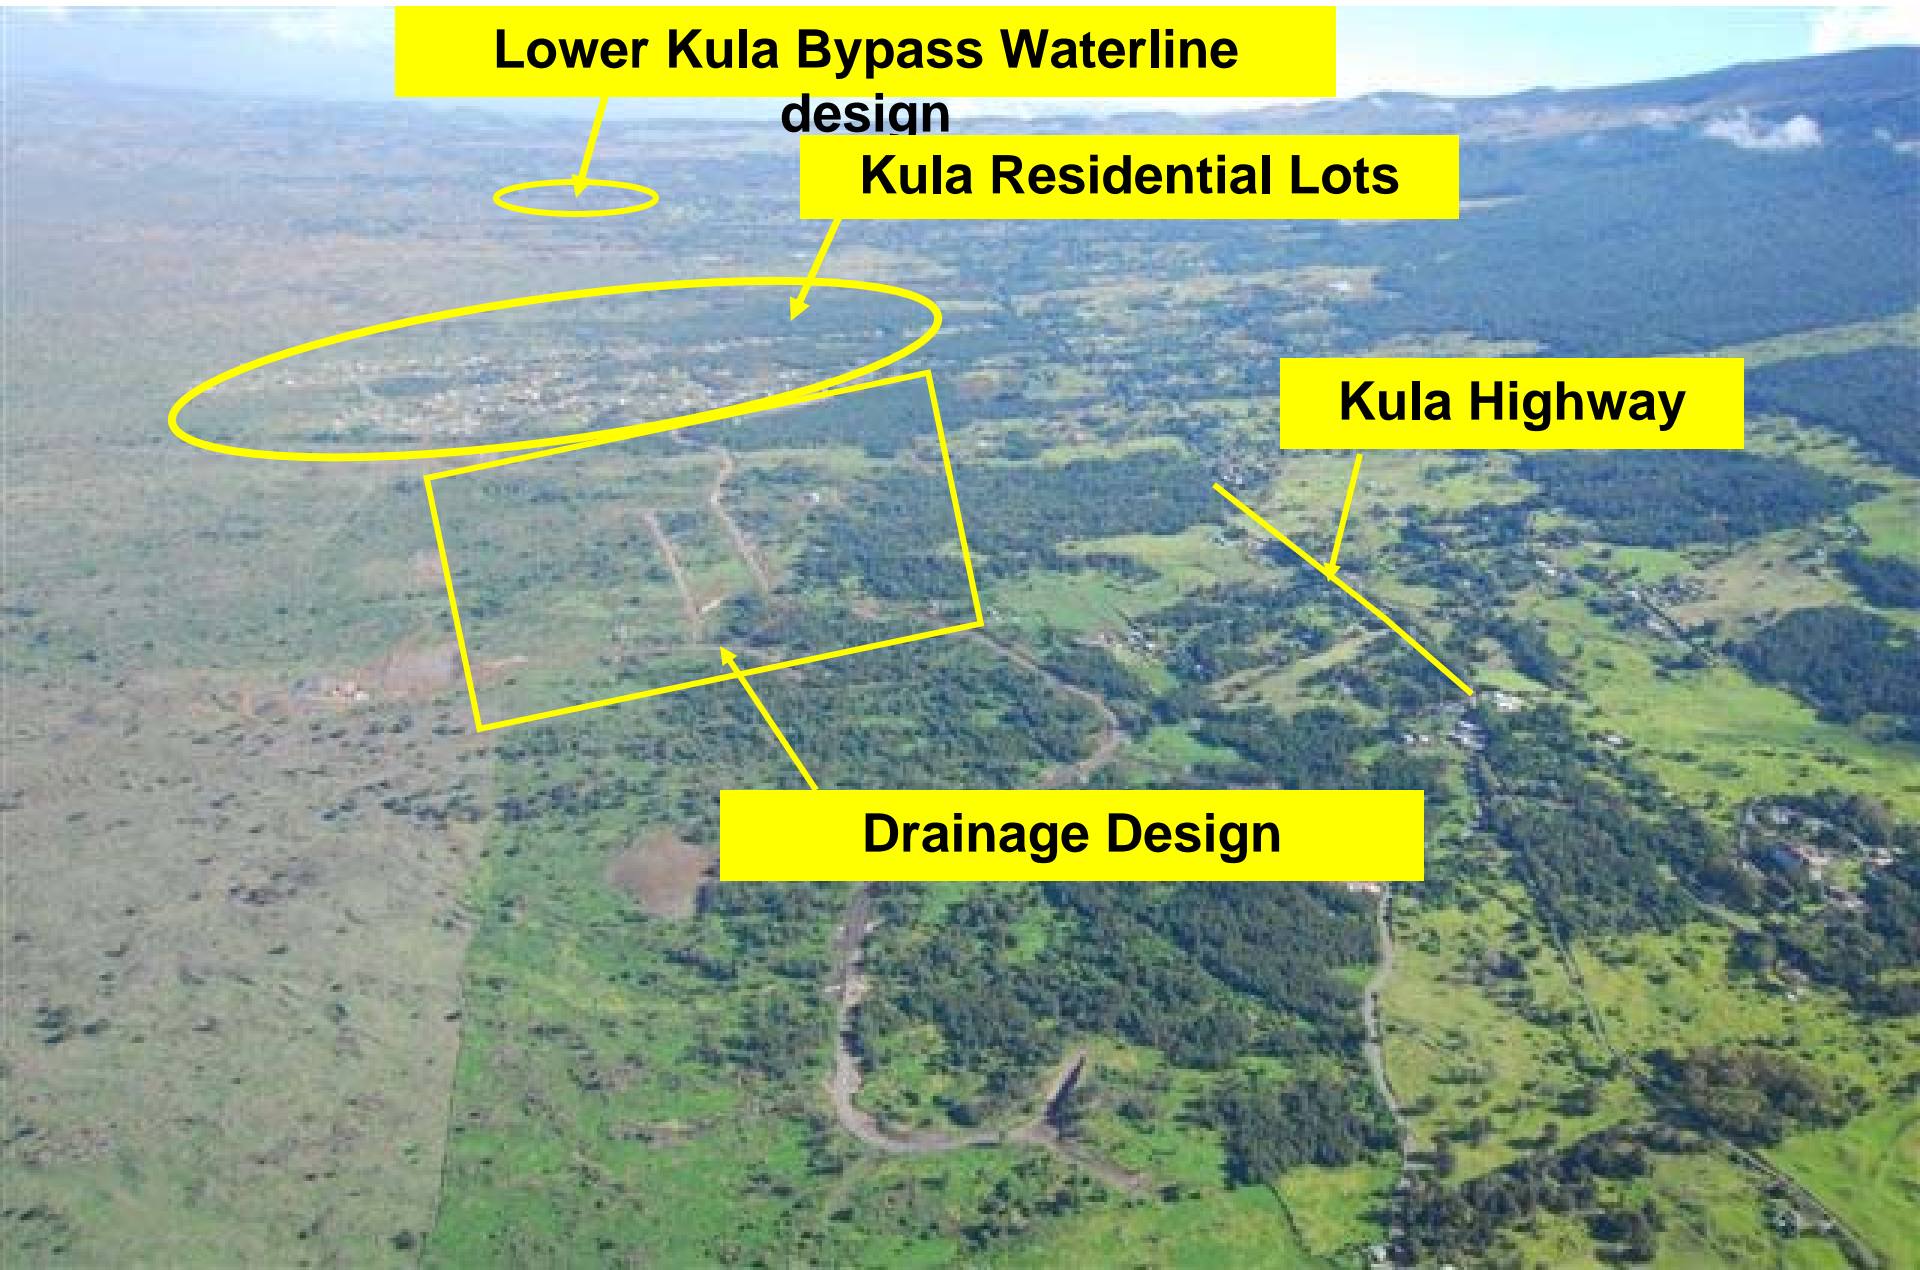 Lower Kula Bypass Waterline
design
Kula Residential Lots
Kula Highway
Drainage Design